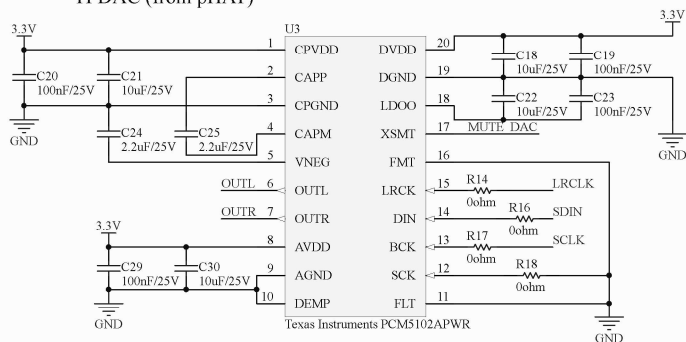 TI DAC (from pHAT)
3.3V
U3
3.3V
1 CPVDD DVDD 20
C20 100nF/25V
C21 10uF/25V
C18 10uF/25V
C19 100nF/25V
2 CAPP DGND 19
3 CPGND LDOO 18
C22 10uF/25V
C23 100nF/25V
GND
C24 2.2uF/25V
C25 2.2uF/25V
4 CAPM XSMT 17 MUTE_DAC
GND
5 VNEG FMT 16
OUTL 6 OUTL LRCK 15 R14 0ohm LRCLK
OUTR 7 OUTR DIN 14 R16 0ohm SDIN
3.3V
8 AVDD BCK 13 R17 0ohm SCLK
C29 100nF/25V
C30 10uF/25V
9 AGND SCK 12 R18 0ohm
10 DEMP FLT 11
GND
Texas Instruments PCM5102APWR
GND